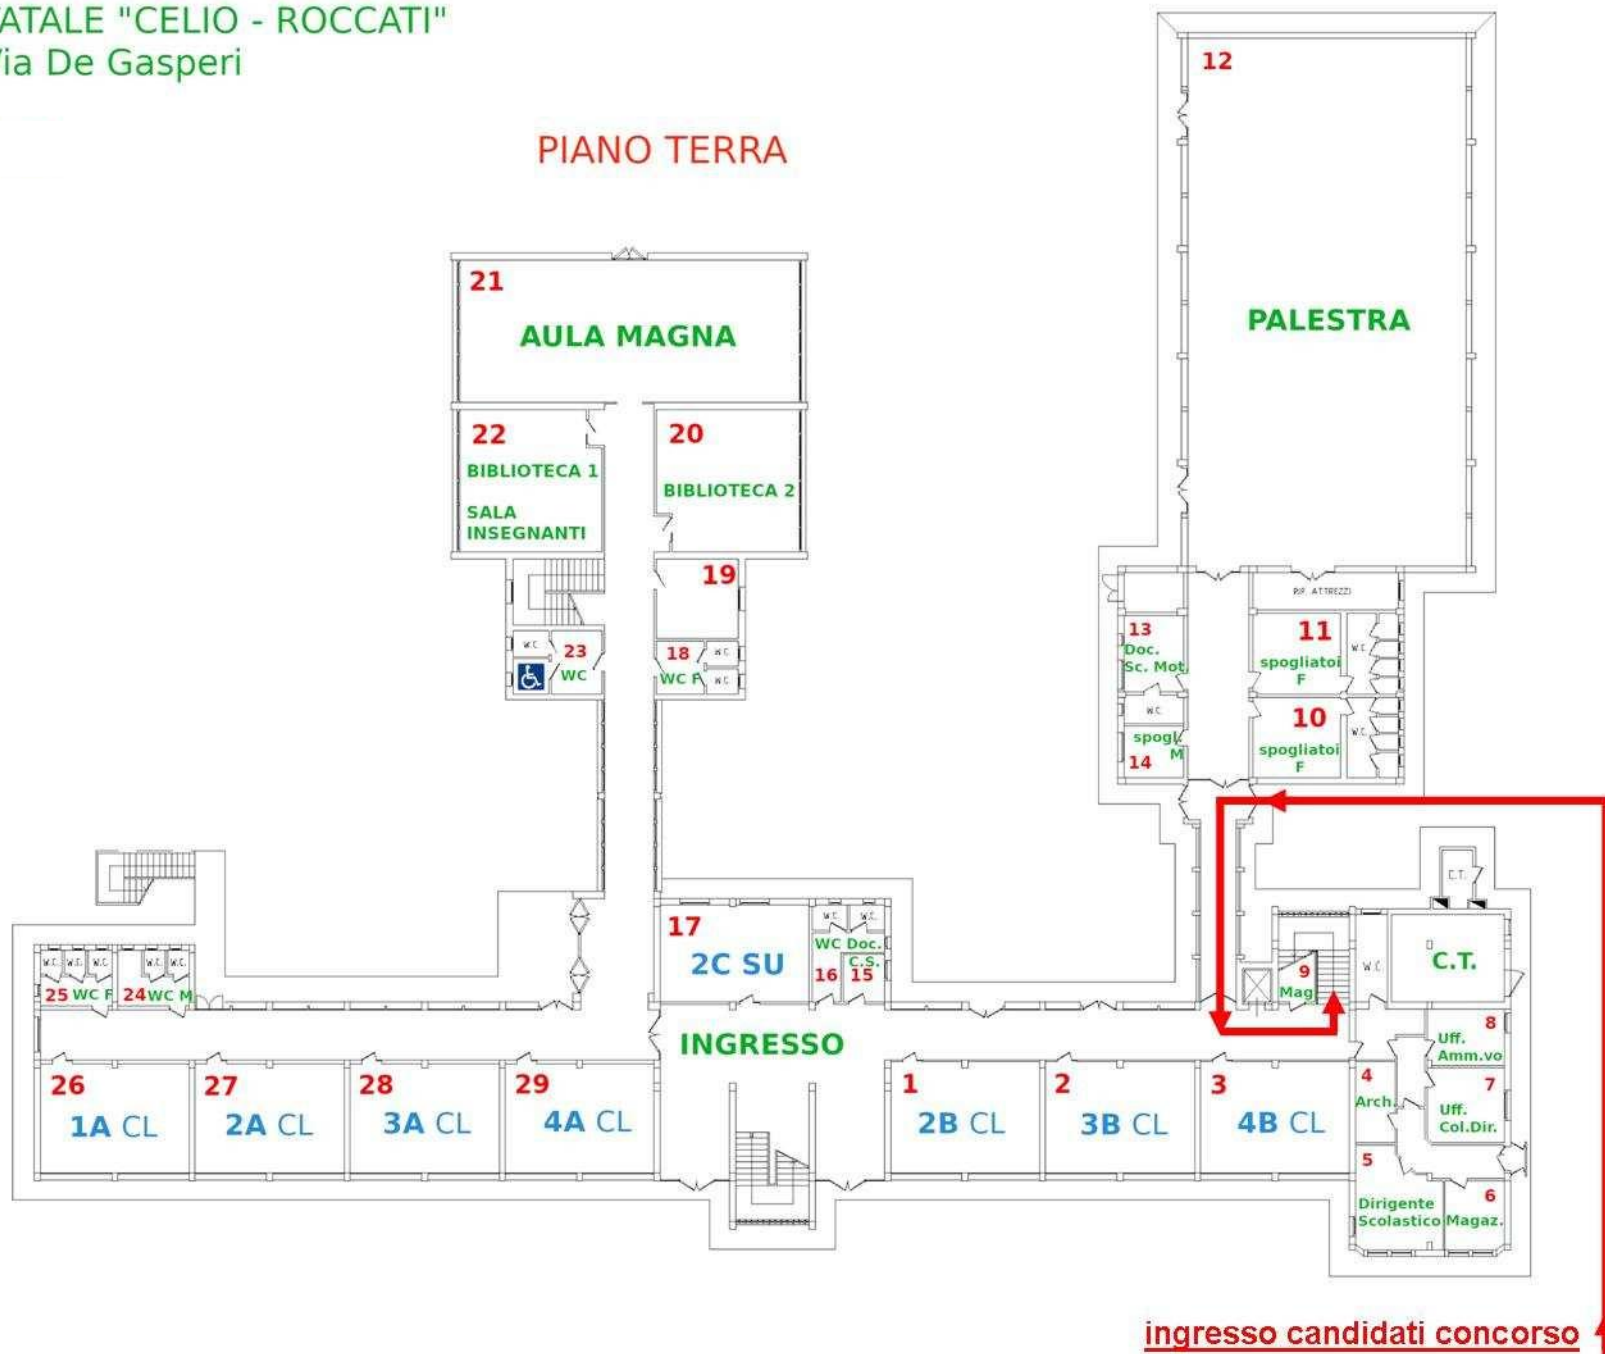 ATALE "CELIO - ROCCATI"
Via De Gasperi
PIANO TERRA
12
PALESTRA
21
AULA MAGNA
22
BIBLIOTECA 1
SALA
INSEGNANTI
20
BIBLIOTECA 2
19
W.C.
23
WC
18
WC F
W.C.
W.C.
RIP. ATTREZZI
13
Doc.
Sc. Mot
11
spogliatoi
F
W.C.
W.C.
spogl.
M
14
10
spogliatoi
F
W.C.
C.T.
17
2C SU
W.C.
W.C.
WC Doc.
C.S.
16
15
9
Mag
W.C.
C.T.
W.C.
W.C.
W.C.
25 WC F
W.C.
W.C.
24 WC M
INGRESSO
26
1A CL
27
2A CL
28
3A CL
29
4A CL
1
2B CL
2
3B CL
3
4B CL
8
Uff.
Amm.vo
4
Arch.
7
Uff.
Col.Dir.
5
Dirigente
Scolastico
6
Magaz.
ingresso candidati concorso